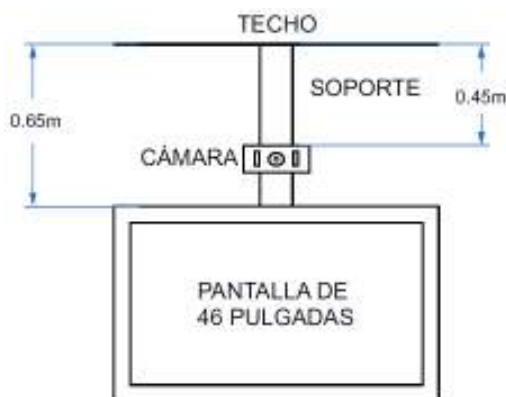 TECHO
SOPORTE
0.45m
0.65m
CÁMARA
PANTALLA DE
46 PULGADAS